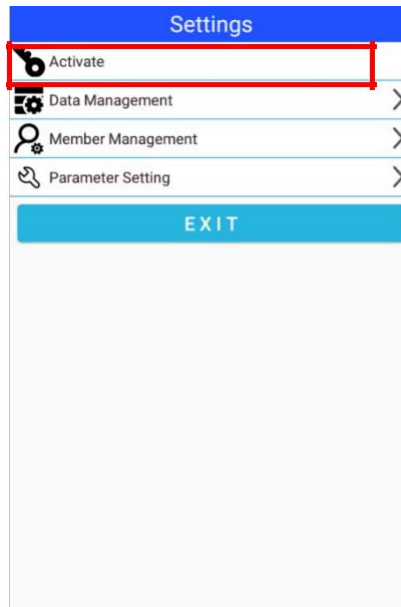 Settings
Activate
Data Management
Member Management
Parameter Setting
EXIT